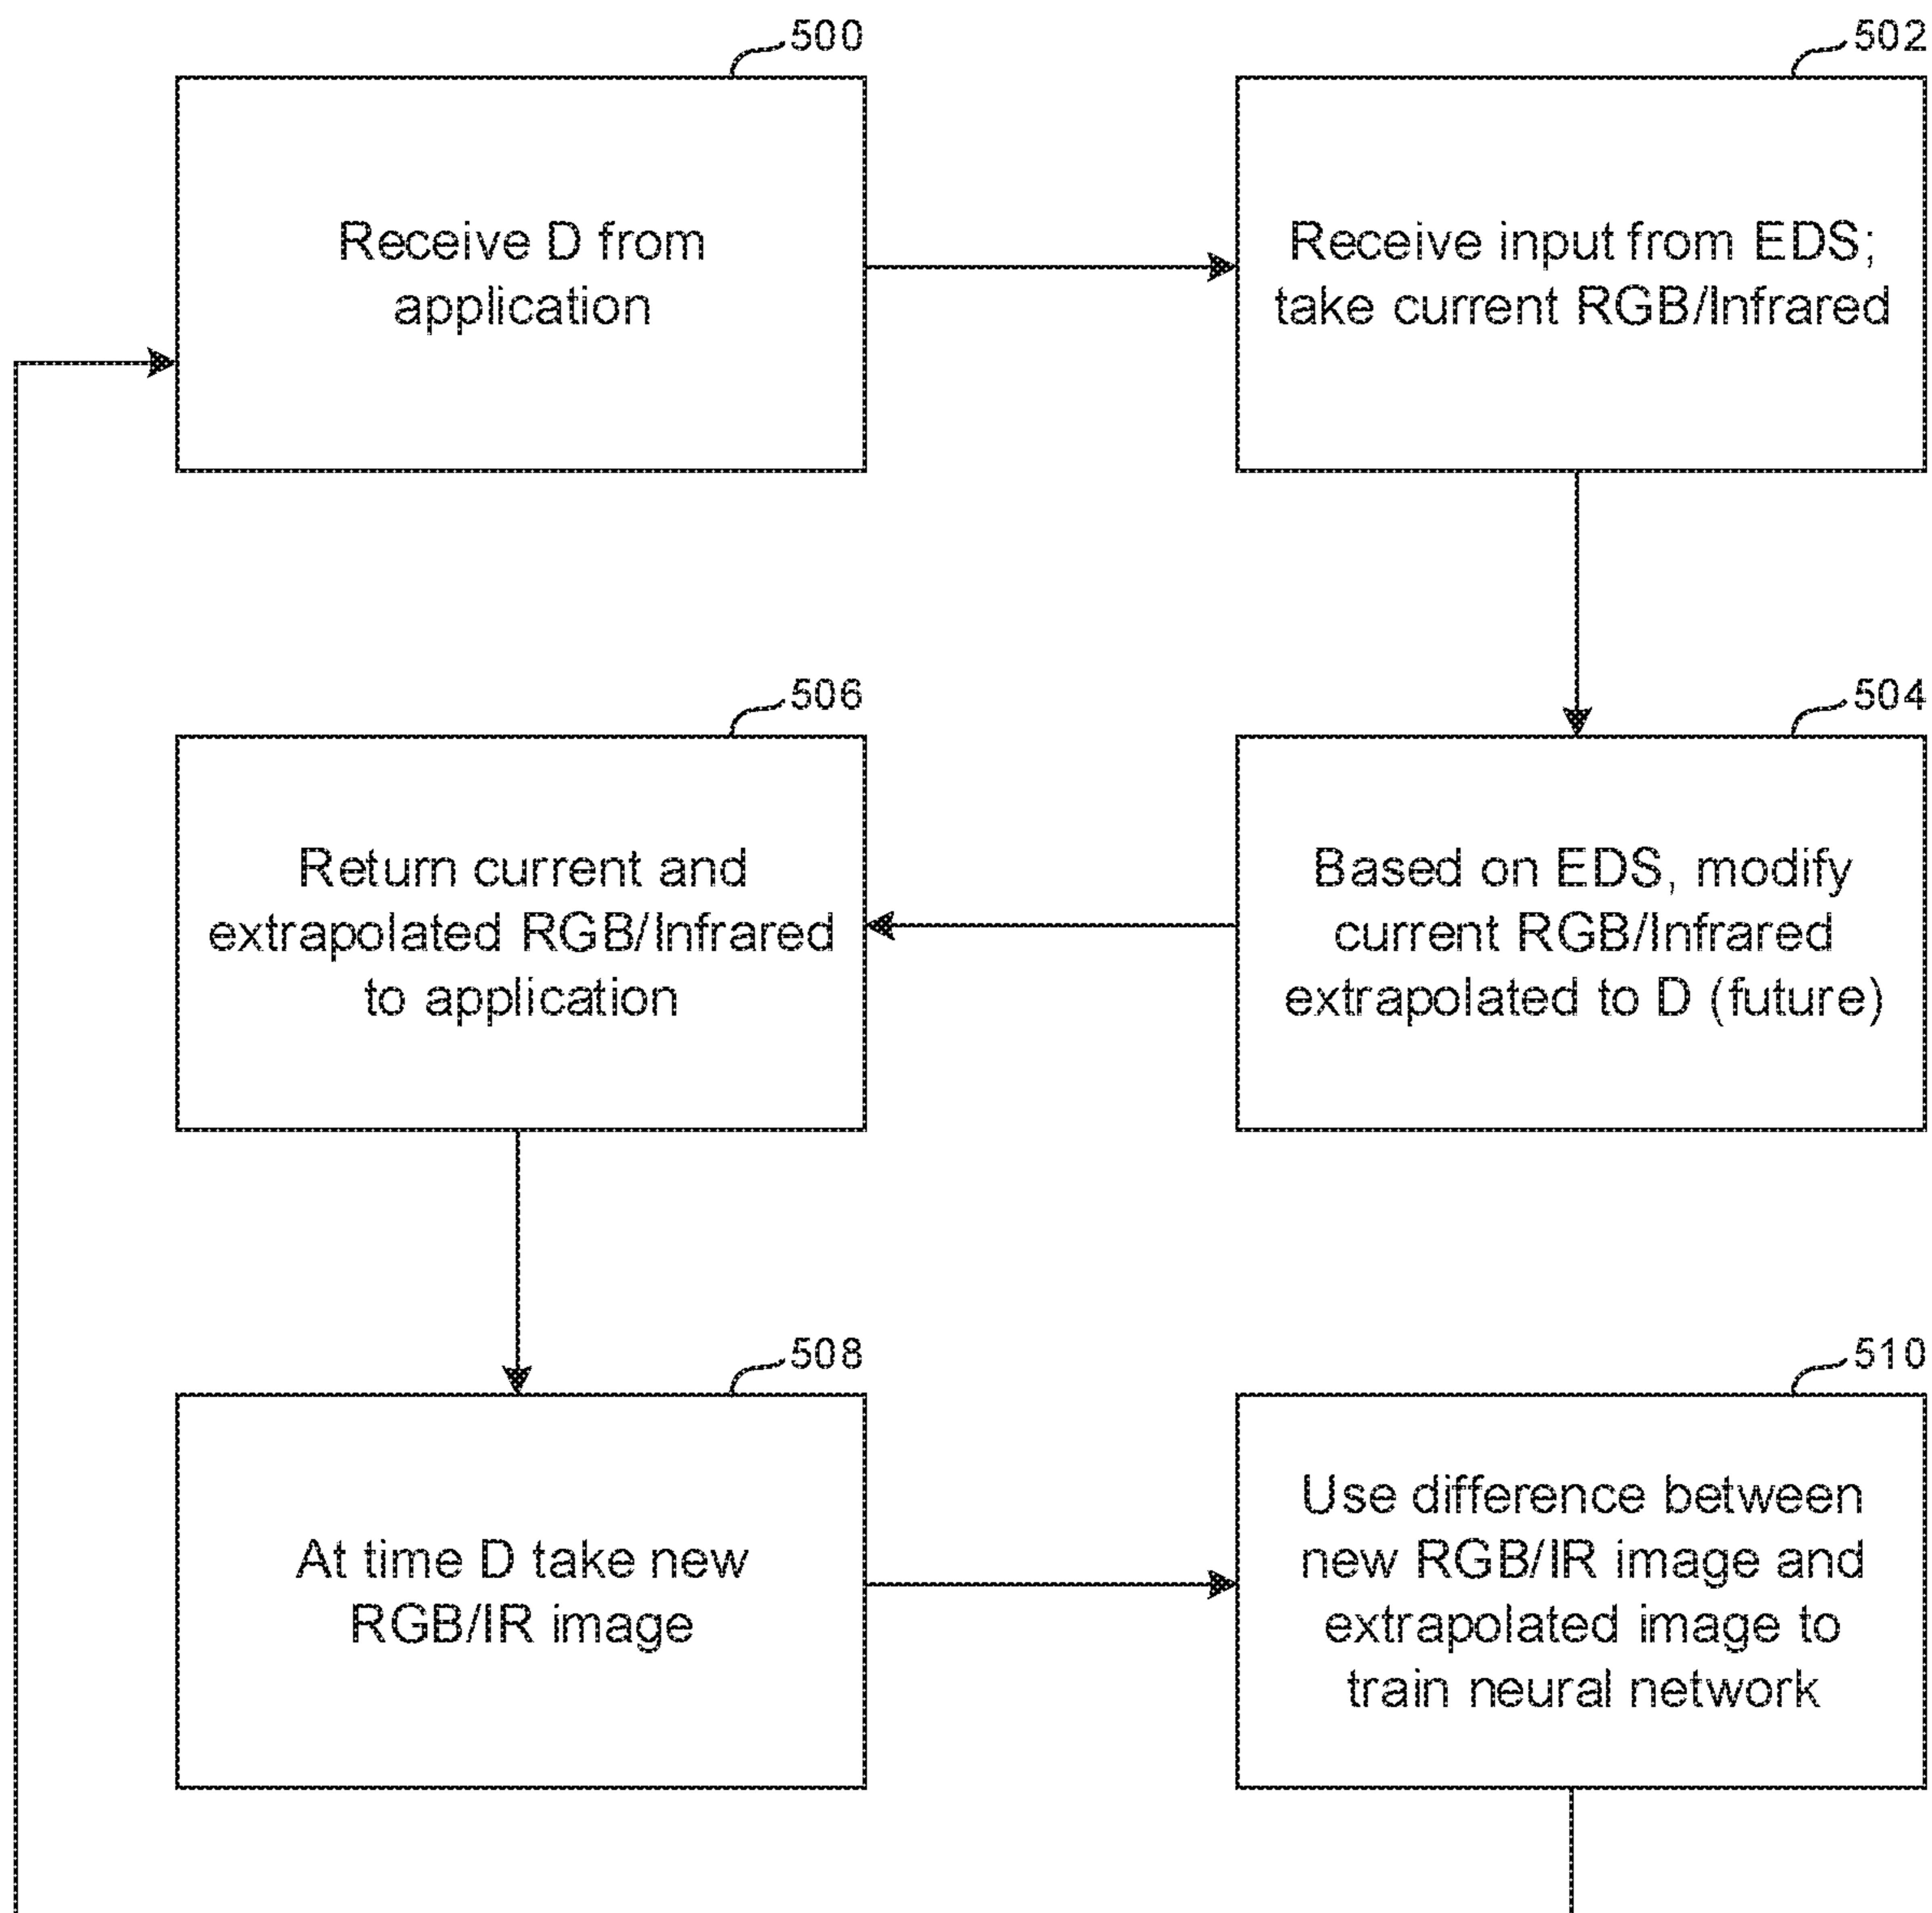 500
Receive D from
application
502
Receive input from EDS;
take current RGB/Infrared
504
Based on EDS, modify
current RGB/Infrared
extrapolated to D (future)
506
Return current and
extrapolated RGB/Infrared
to application
508
At time D take new
RGB/IR image
510
Use difference between
new RGB/IR image and
extrapolated image to
train neural network